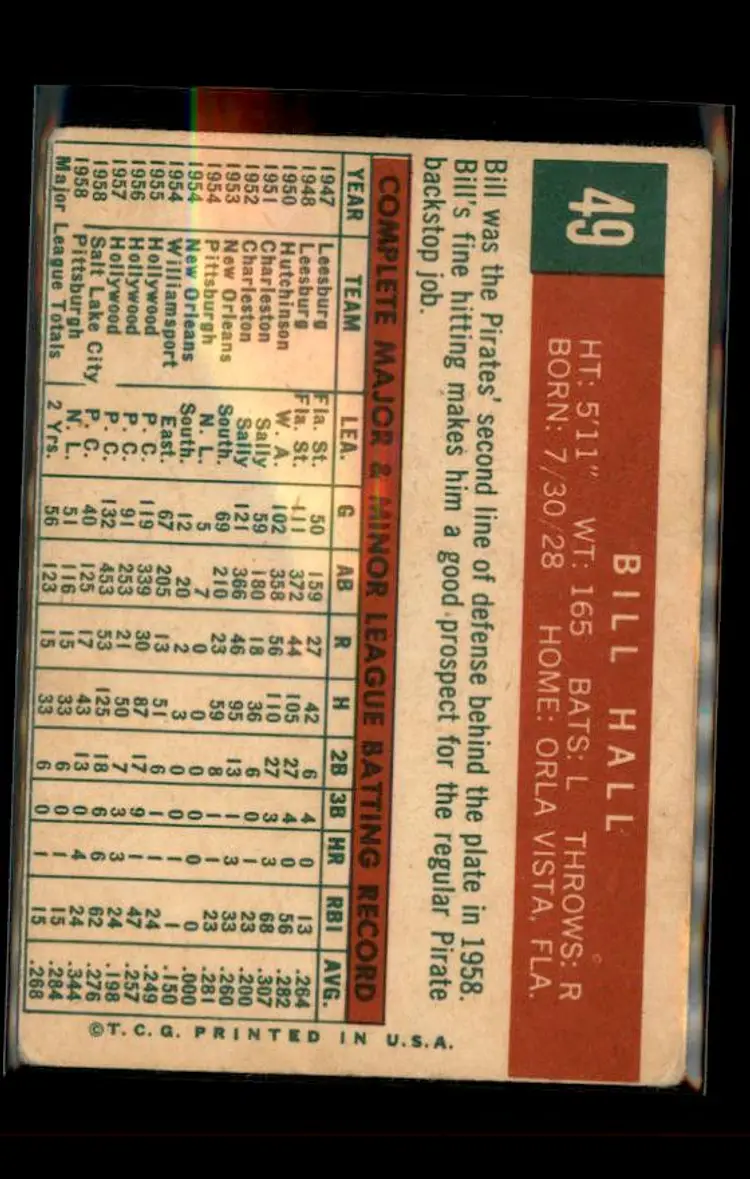 49
BILL HALL
HT: 5'11" WT: 165 BATS: L THROWS: R
BORN: 7/30/28 HOME: ORLA VISTA, FLA.
Bill was the Pirates' second line of defense behind the plate in 1958.
Bill's fine hitting makes him a good prospect for the regular Pirate
backstop job.
COMPLETE MAJOR & MINOR LEAGUE BATTING RECORD
YEAR TEAM LEA. G AB R H 2B 3B HR RBI AVG.
1947 Leesburg Fla. St. 50 159 27 42 6 4 0 13 .264
1948 Leesburg Fla. St. 111 372 44 105 27 4 0 56 .282
1950 Hutchinson W. A. 102 358 56 110 27 3 3 68 .307
1951 Charleston Sally 59 180 18 36 6 0 1 23 .200
1952 Charleston Sally 121 366 46 95 13 1 3 33 .260
1953 New Orleans South. 69 210 23 59 8 1 1 23 .281
1954 Pittsburgh N. L. 5 7 0 0 0 0 0 0 .000
1954 New Orleans South. 12 20 2 3 0 0 1 1 .150
1954 Williamsport East. 67 205 13 51 6 1 1 24 .249
1955 Hollywood P. C. 119 339 30 87 17 9 1 47 .257
1956 Hollywood P. C. 91 253 21 50 7 3 3 24 .198
1957 Hollywood P. C. 132 453 53 125 18 6 6 62 .276
1958 Salt Lake City P. C. 40 125 17 43 13 0 4 24 .344
1958 Pittsburgh N. L. 51 116 15 33 6 0 1 15 .284
Major League Totals 2 Yrs. 56 123 15 33 6 0 1 15 .268
©T. C. G. PRINTED IN U.S.A.